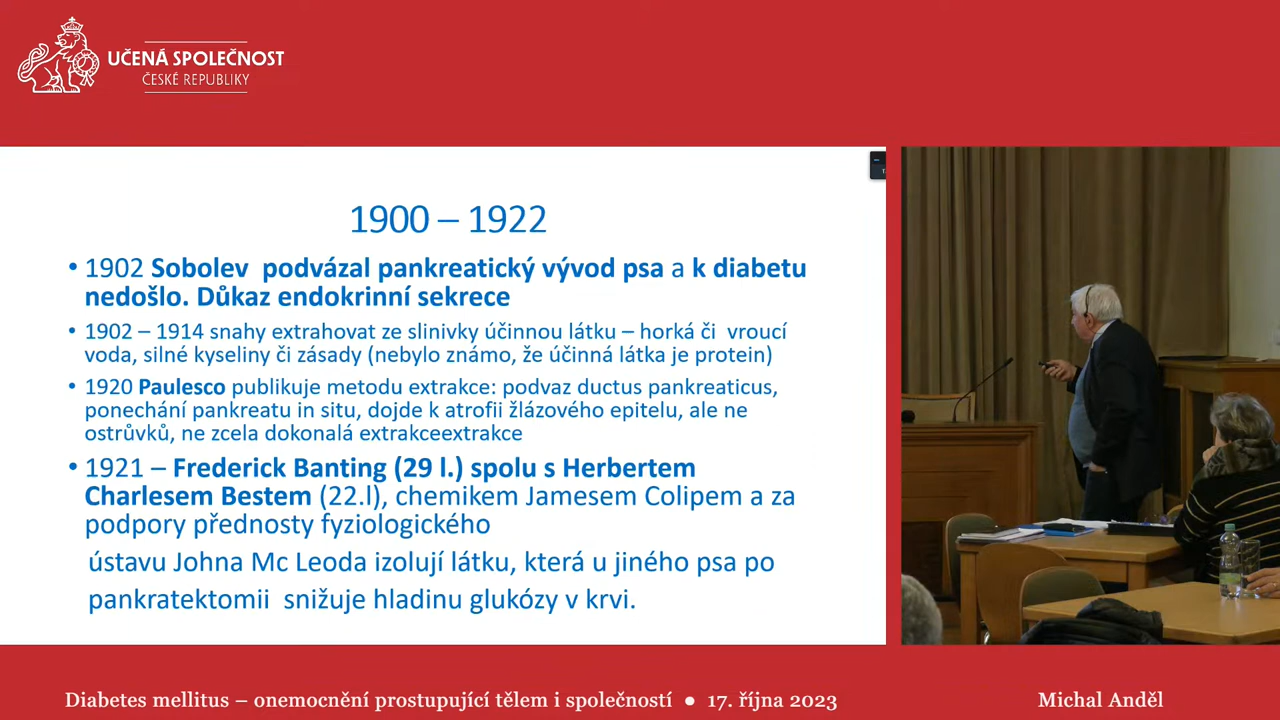 UČENÁ SPOLEČNOST
ČESKÉ REPUBLIKY
1900 – 1922
• 1902 Sobolev podvázal pankreatický vývod psa a k diabetu
nedošlo. Důkaz endokrinní sekrece
• 1902 – 1914 snahy extrahovat ze slinivky účinnou látku – horká či vroucí
voda, silné kyseliny či zásady (nebylo známo, že účinná látka je protein)
• 1920 Paulesco publikuje metodu extrakce: podvaz ductus pankreaticus,
ponechání pankreatu in situ, dojde k atrofii žlázového epitelu, ale ne
ostrůvků, ne zcela dokonalá extrakceextrakce
• 1921 – Frederick Banting (29 l.) spolu s Herbertem
Charlesem Bestem (22.l), chemikem Jamesem Colipem a za
podpory přednosty fyziologického
ústavu Johna Mc Leoda izolují látku, která u jiného psa po
pankratektomii snižuje hladinu glukózy v krvi.
Diabetes mellitus – onemocnění prostupující tělem i společností ● 17. října 2023
Michal Anděl